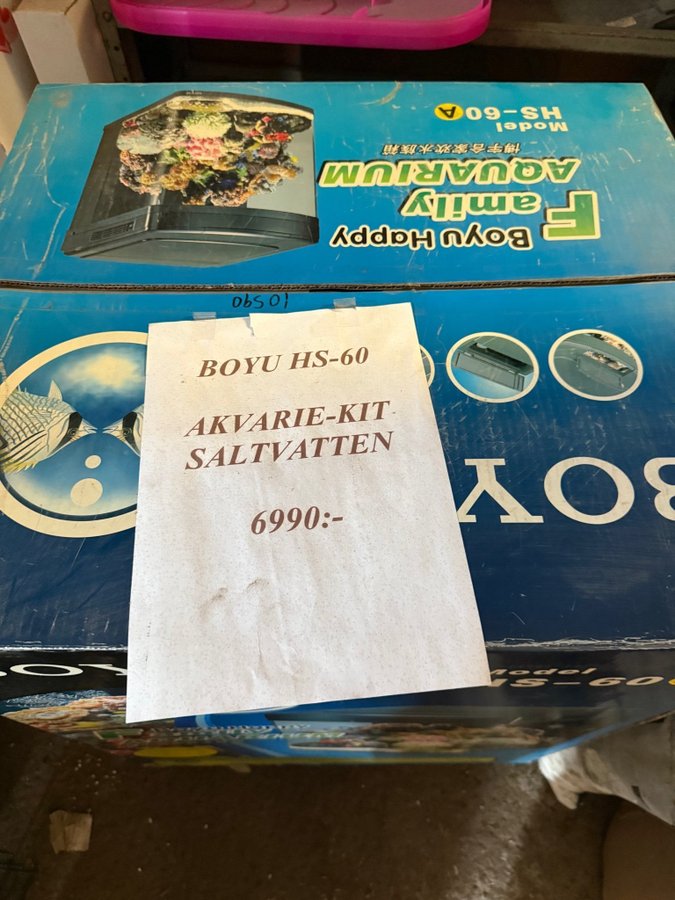 Boyu Happy
Family
AQUARIUM
博宇合家欢水族箱
Model
HS-60A
10590
BOYU HS-60
AKVARIE-KIT
SALTVATTEN
6990:-
BOY
Model
HS-60